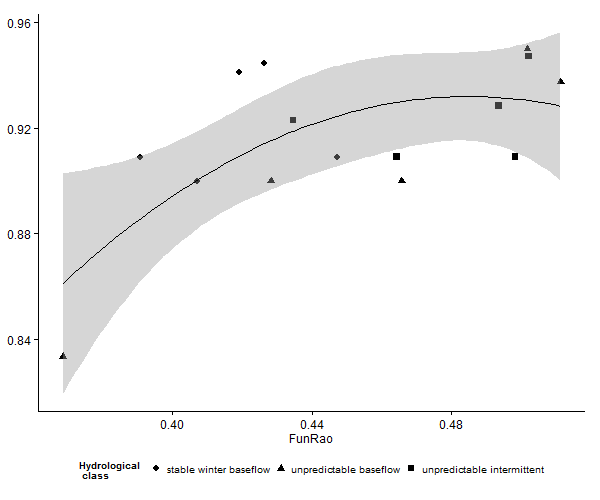 0.96
0.92
0.88
0.84
0.40 0.44 0.48
FunRao
Hydrological
class
stable winter baseflow unpredictable baseflow unpredictable intermittent